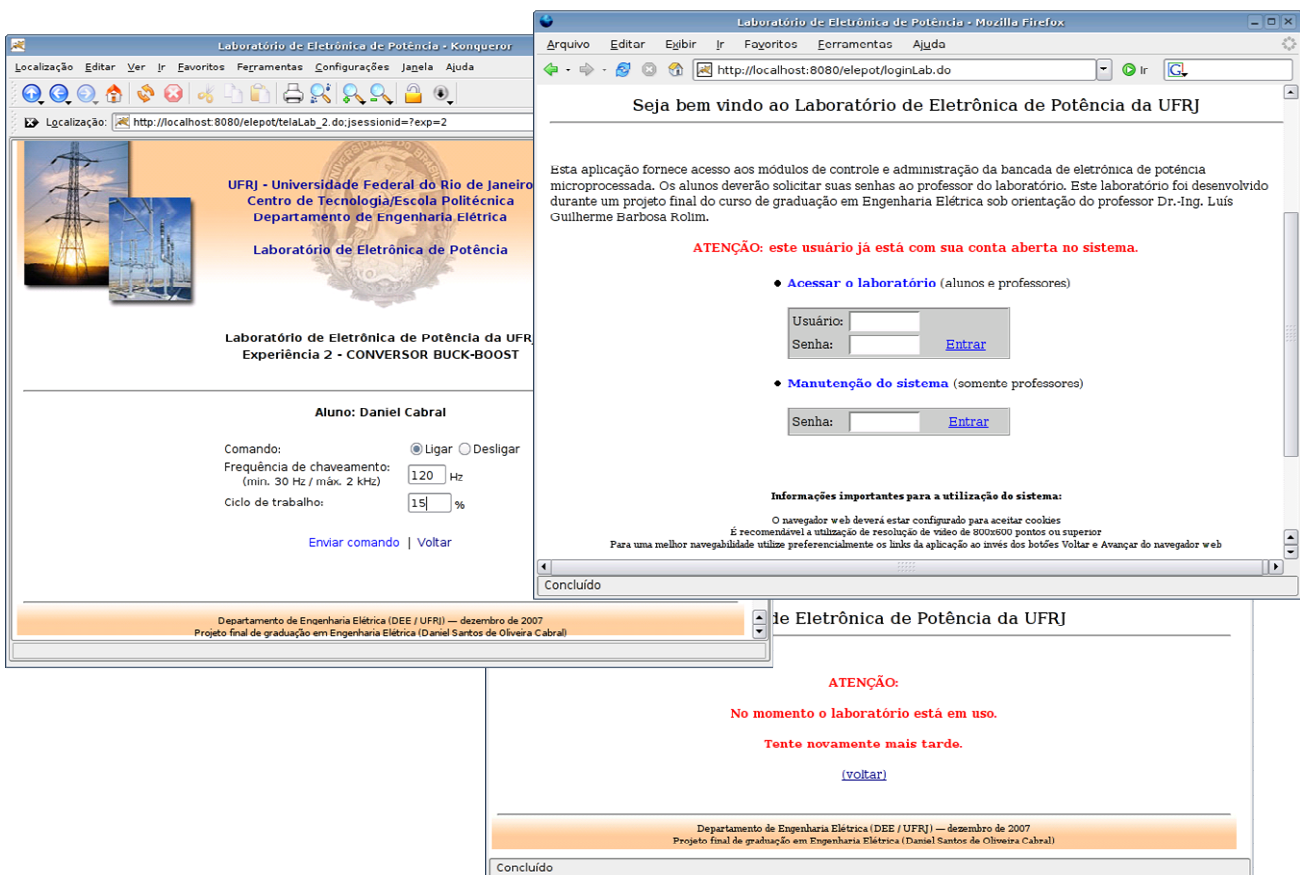 Laboratório de Eletrônica de Potência - Konqueror
Localização Editar Ver Ir Favoritos Ferramentas Configurações Janela Ajuda
Localização: http://localhost:8080/elepot/telaLab_2.do;jsessionid=?exp=2
UFRJ - Universidade Federal do Rio de Janeiro
Centro de Tecnologia/Escola Politécnica
Departamento de Engenharia Elétrica
Laboratório de Eletrônica de Potência
Laboratório de Eletrônica de Potência da UFRJ
Experiência 2 - CONVERSOR BUCK-BOOST
Aluno: Daniel Cabral
Comando: Ligar Desligar
Frequência de chaveamento: 120 Hz
(min. 30 Hz / máx. 2 kHz)
Ciclo de trabalho: 15 %
Enviar comando | Voltar
Departamento de Engenharia Elétrica (DEE / UFRJ) — dezembro de 2007
Projeto final de graduação em Engenharia Elétrica (Daniel Santos de Oliveira Cabral)
Laboratório de Eletrônica de Potência - Mozilla Firefox
Arquivo Editar Exibir Ir Favoritos Ferramentas Ajuda
http://localhost:8080/elepot/loginLab.do Ir G
Seja bem vindo ao Laboratório de Eletrônica de Potência da UFRJ
Esta aplicação fornece acesso aos módulos de controle e administração da bancada de eletrônica de potência
microprocessada. Os alunos deverão solicitar suas senhas ao professor do laboratório. Este laboratório foi desenvolvido
durante um projeto final do curso de graduação em Engenharia Elétrica sob orientação do professor Dr.-Ing. Luís
Guilherme Barbosa Rolim.
ATENÇÃO: este usuário já está com sua conta aberta no sistema.
• Acessar o laboratório (alunos e professores)
Usuário:
Senha: Entrar
• Manutenção do sistema (somente professores)
Senha: Entrar
Informações importantes para a utilização do sistema:
O navegador web deverá estar configurado para aceitar cookies
É recomendável a utilização de resolução de vídeo de 800x600 pontos ou superior
Para uma melhor navegabilidade utilize preferencialmente os links da aplicação ao invés dos botões Voltar e Avançar do navegador web
Concluído
de Eletrônica de Potência da UFRJ
ATENÇÃO:
No momento o laboratório está em uso.
Tente novamente mais tarde.
(voltar)
Departamento de Engenharia Elétrica (DEE / UFRJ) — dezembro de 2007
Projeto final de graduação em Engenharia Elétrica (Daniel Santos de Oliveira Cabral)
Concluído